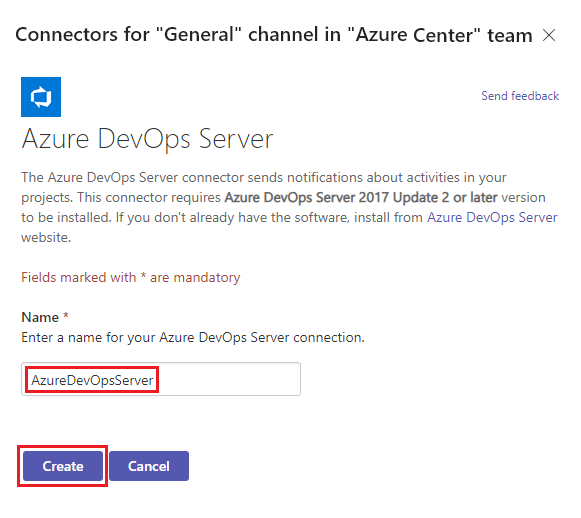 Connectors for "General" channel in "Azure Center" team
Send feedback
Azure DevOps Server
The Azure DevOps Server connector sends notifications about activities in your
projects. This connector requires Azure DevOps Server 2017 Update 2 or later version
to be installed. If you don't already have the software, install from Azure DevOps Server
website.
Fields marked with * are mandatory
Name *
Enter a name for your Azure DevOps Server connection.
AzureDevOpsServer
Create
Cancel